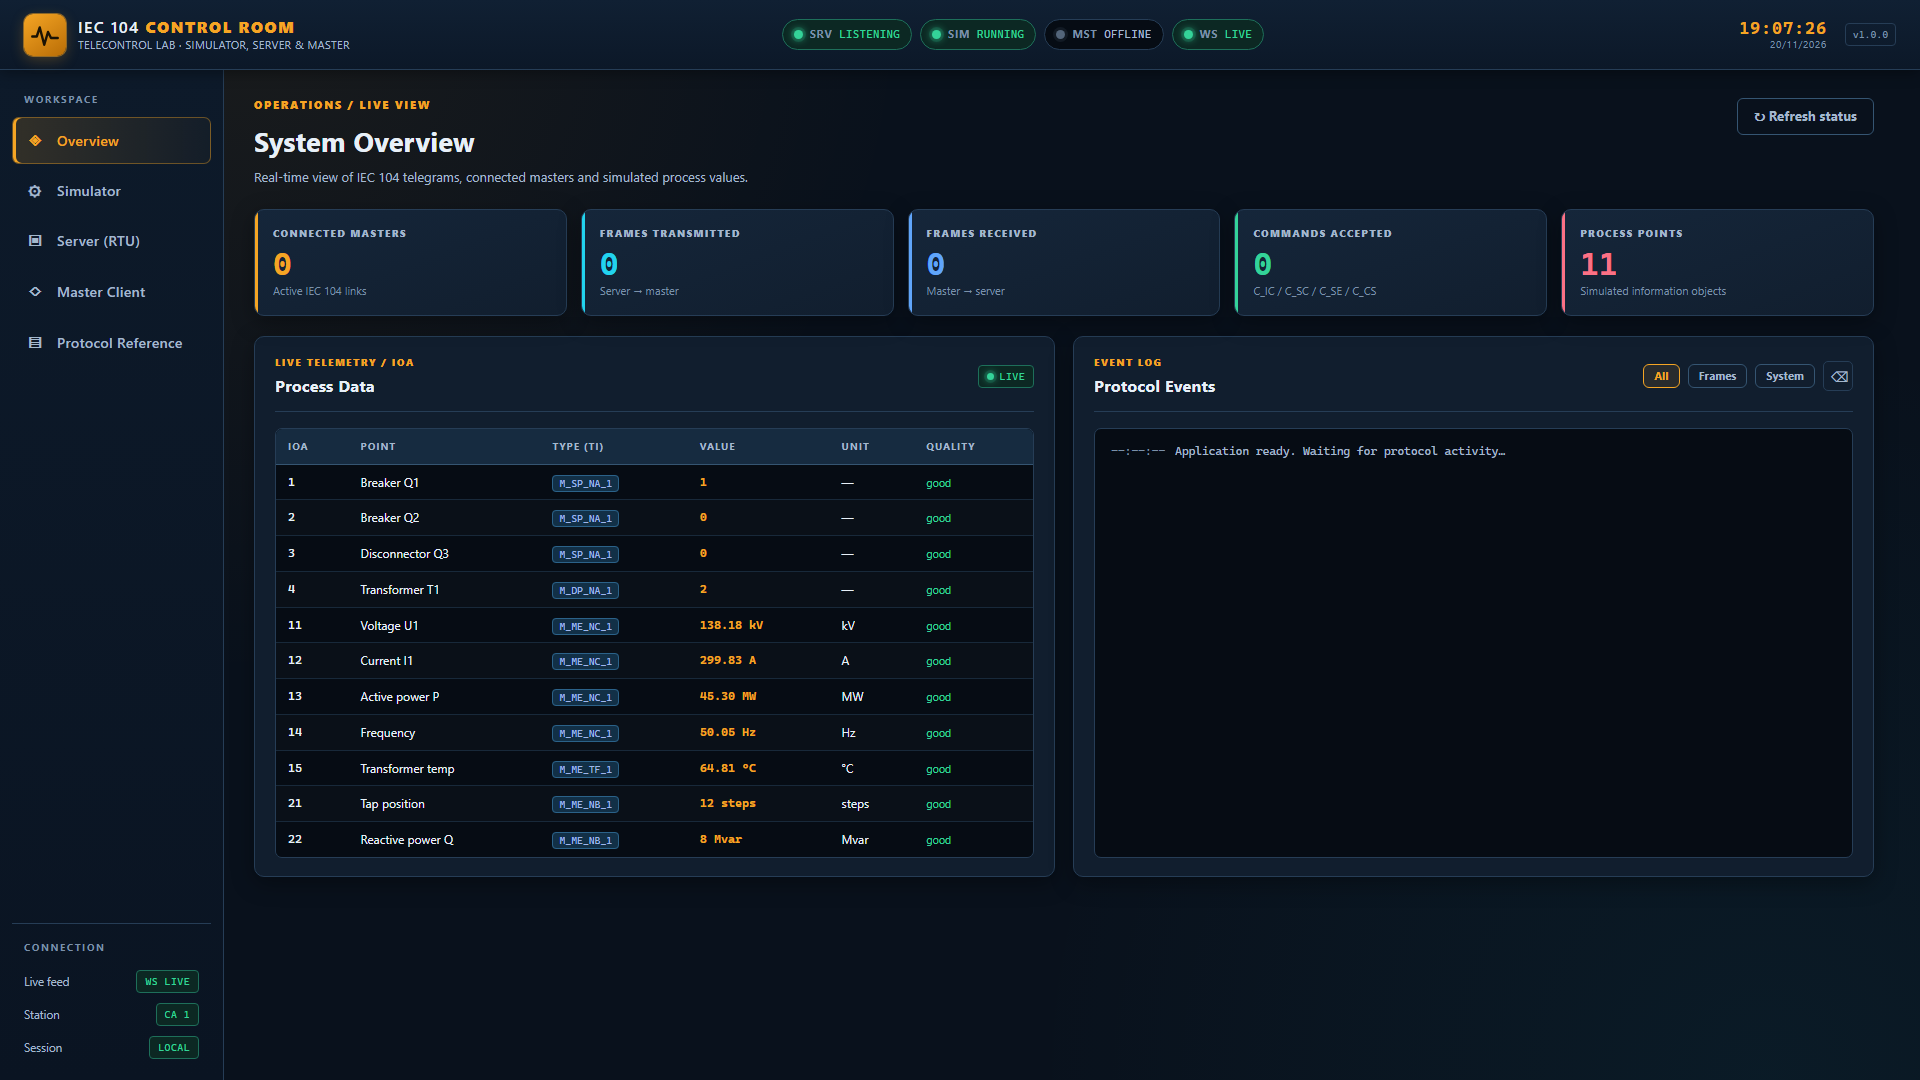 IEC 104 CONTROL ROOM
TELECONTROL LAB · SIMULATOR, SERVER & MASTER
SRV LISTENING
SIM RUNNING
MST OFFLINE
WS LIVE
19:07:26
20/11/2026
v1.0.0
WORKSPACE
Overview
Simulator
Server (RTU)
Master Client
Protocol Reference
CONNECTION
Live feed WS LIVE
Station CA 1
Session LOCAL
OPERATIONS / LIVE VIEW
System Overview
Real-time view of IEC 104 telegrams, connected masters and simulated process values.
↻ Refresh status
CONNECTED MASTERS
0
Active IEC 104 links
FRAMES TRANSMITTED
0
Server → master
FRAMES RECEIVED
0
Master → server
COMMANDS ACCEPTED
0
C_IC / C_SC / C_SE / C_CS
PROCESS POINTS
11
Simulated information objects
LIVE TELEMETRY / IOA
Process Data
LIVE
IOA POINT TYPE (TI) VALUE UNIT QUALITY
1 Breaker Q1 M_SP_NA_1 1 — good
2 Breaker Q2 M_SP_NA_1 0 — good
3 Disconnector Q3 M_SP_NA_1 0 — good
4 Transformer T1 M_DP_NA_1 2 — good
11 Voltage U1 M_ME_NC_1 138.18 kV kV good
12 Current I1 M_ME_NC_1 299.83 A A good
13 Active power P M_ME_NC_1 45.30 MW MW good
14 Frequency M_ME_NC_1 50.05 Hz Hz good
15 Transformer temp M_ME_TF_1 64.81 °C °C good
21 Tap position M_ME_NB_1 12 steps steps good
22 Reactive power Q M_ME_NB_1 8 Mvar Mvar good
EVENT LOG
Protocol Events
All
Frames
System
--:--:-- Application ready. Waiting for protocol activity…